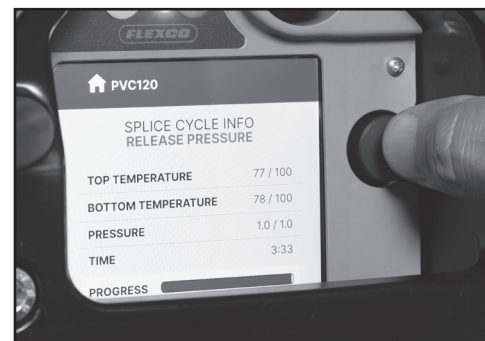 FLEXCO
PVC120
SPLICE CYCLE INFO
RELEASE PRESSURE
TOP TEMPERATURE 77 / 100
BOTTOM TEMPERATURE 78 / 100
PRESSURE 1.0 / 1.0
TIME 3:33
PROGRESS